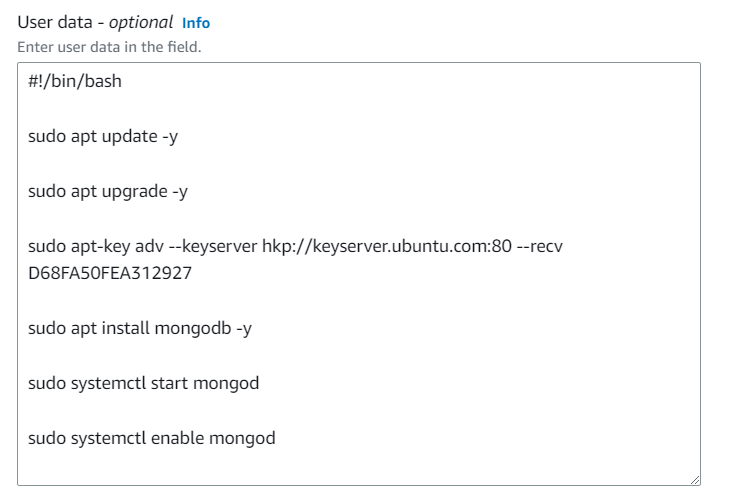 User data - optional Info
Enter user data in the field.
#!/bin/bash
sudo apt update -y
sudo apt upgrade -y
sudo apt-key adv --keyserver hkp://keyserver.ubuntu.com:80 --recv
D68FA50FEA312927
sudo apt install mongodb -y
sudo systemctl start mongod
sudo systemctl enable mongod